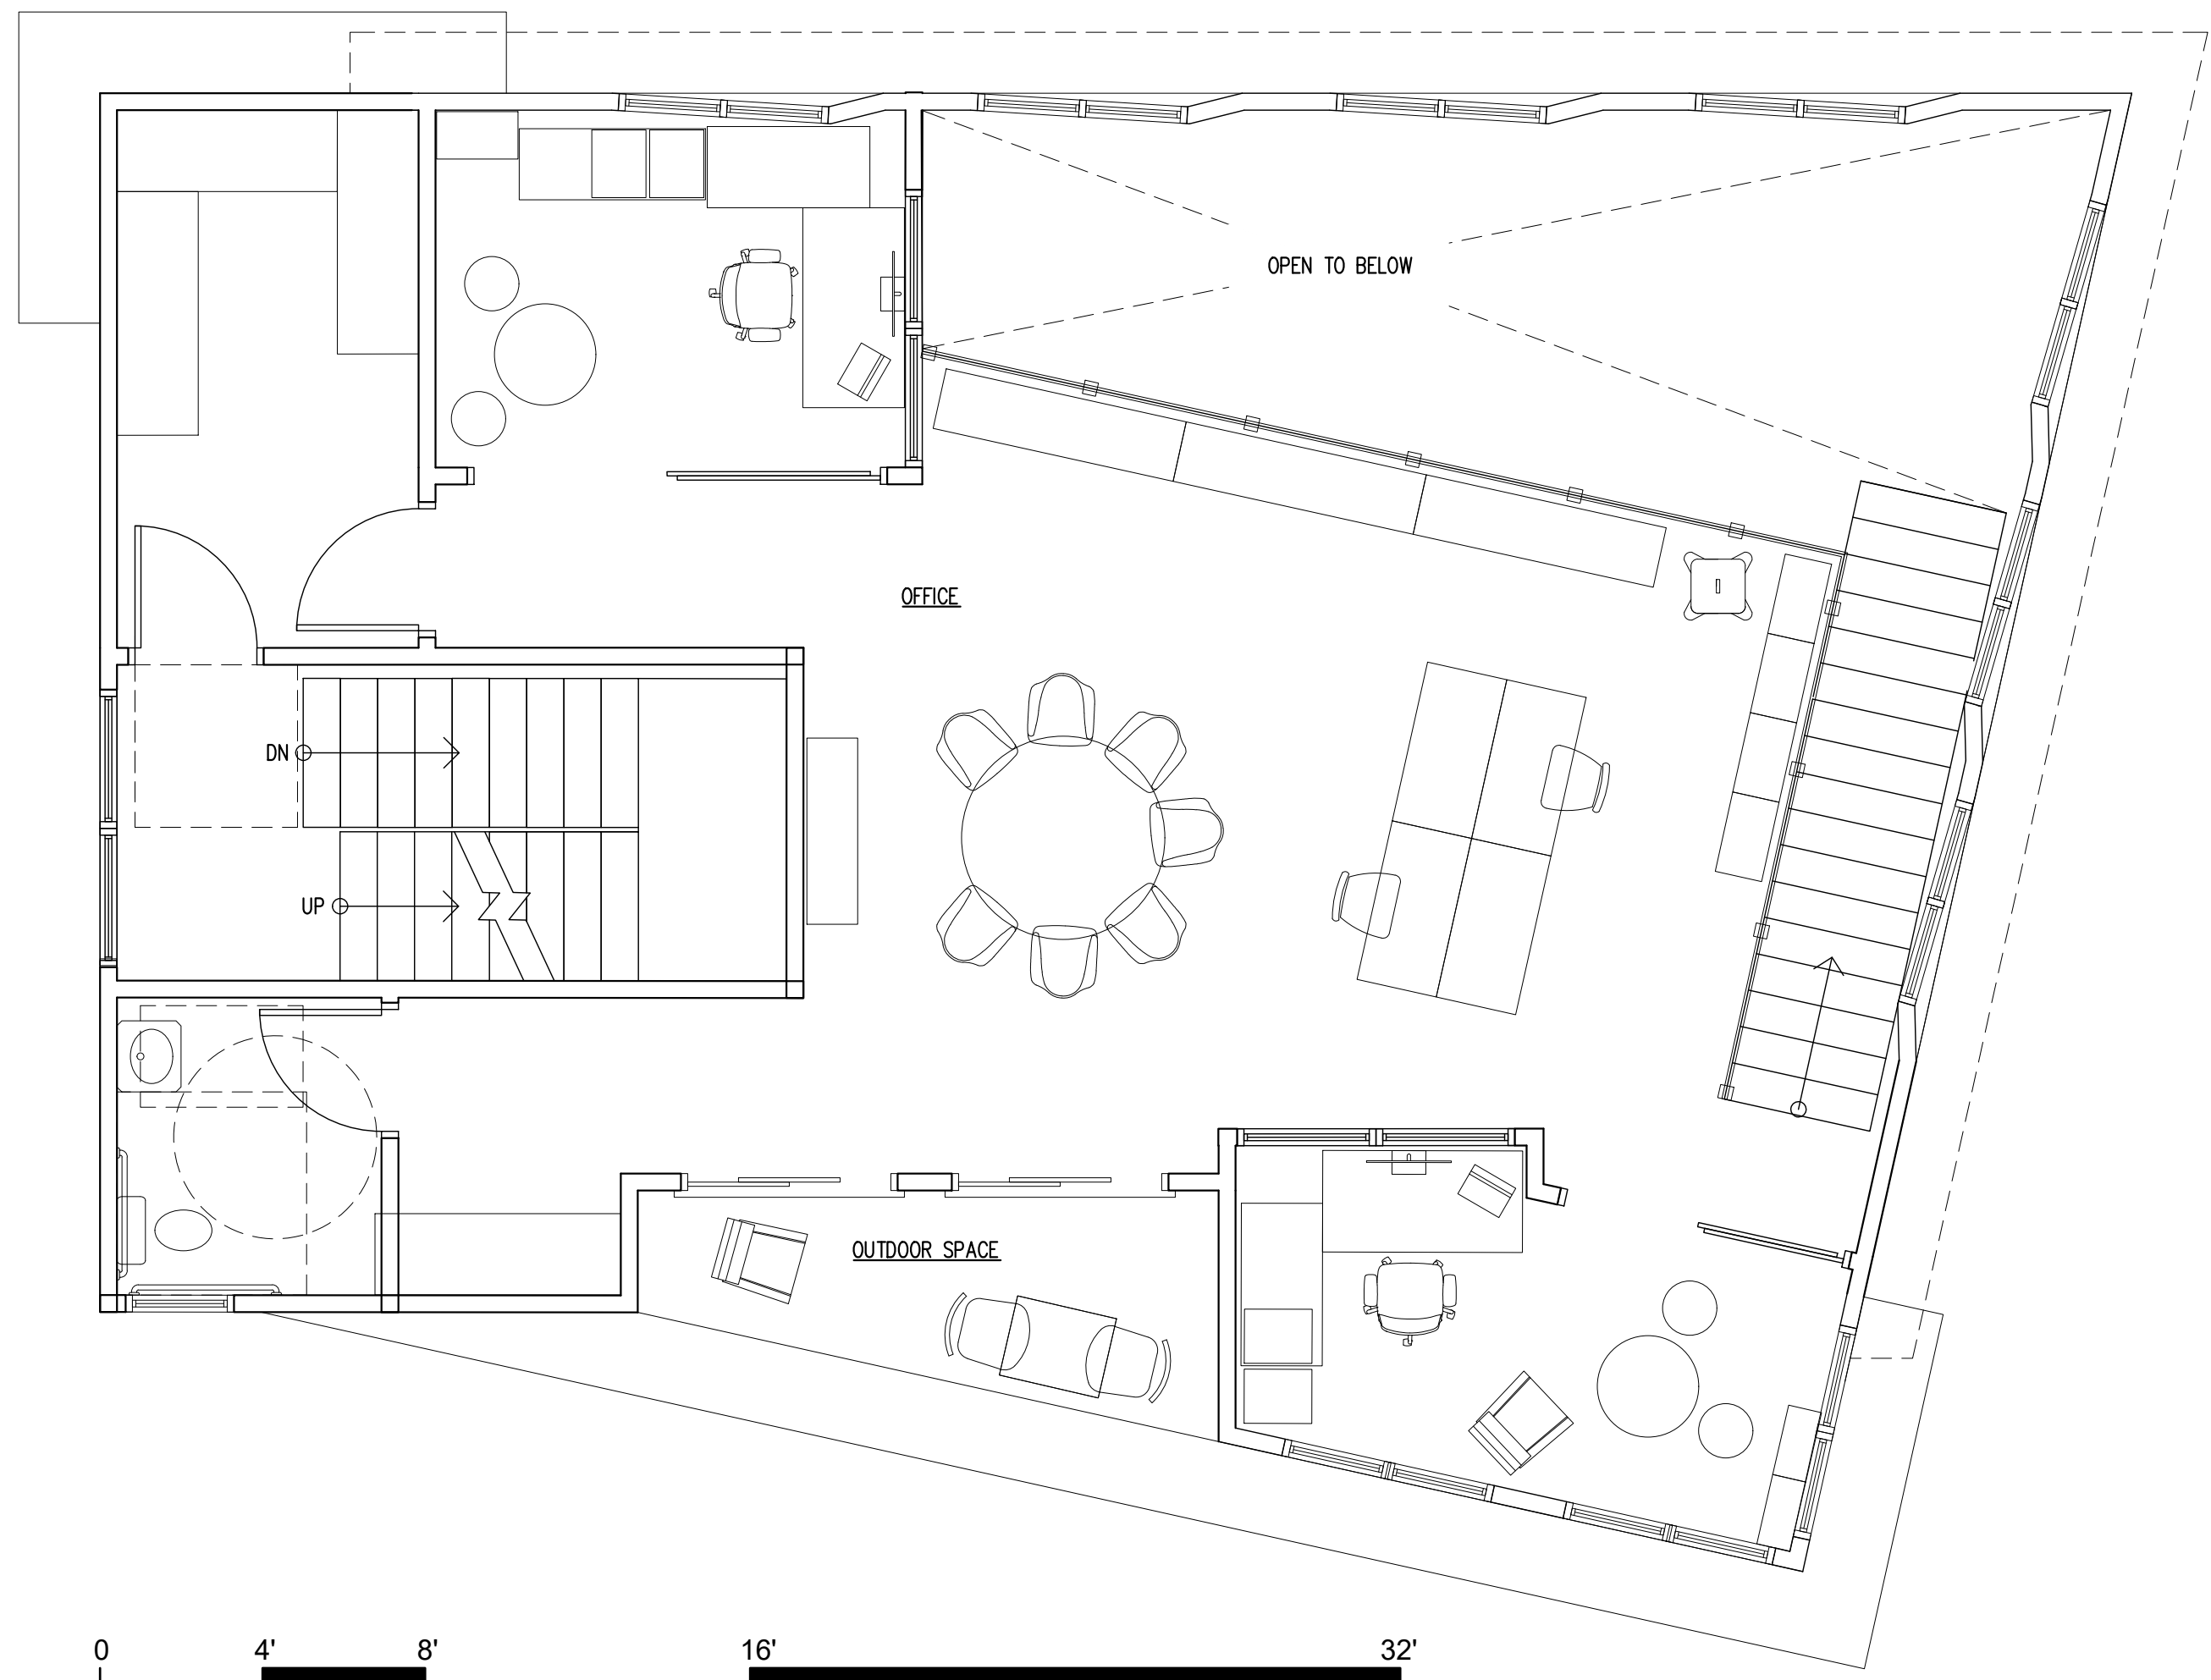 OPEN TO BELOW
OFFICE
DN
UP
OUTDOOR SPACE
0 4' 8' 16' 32'